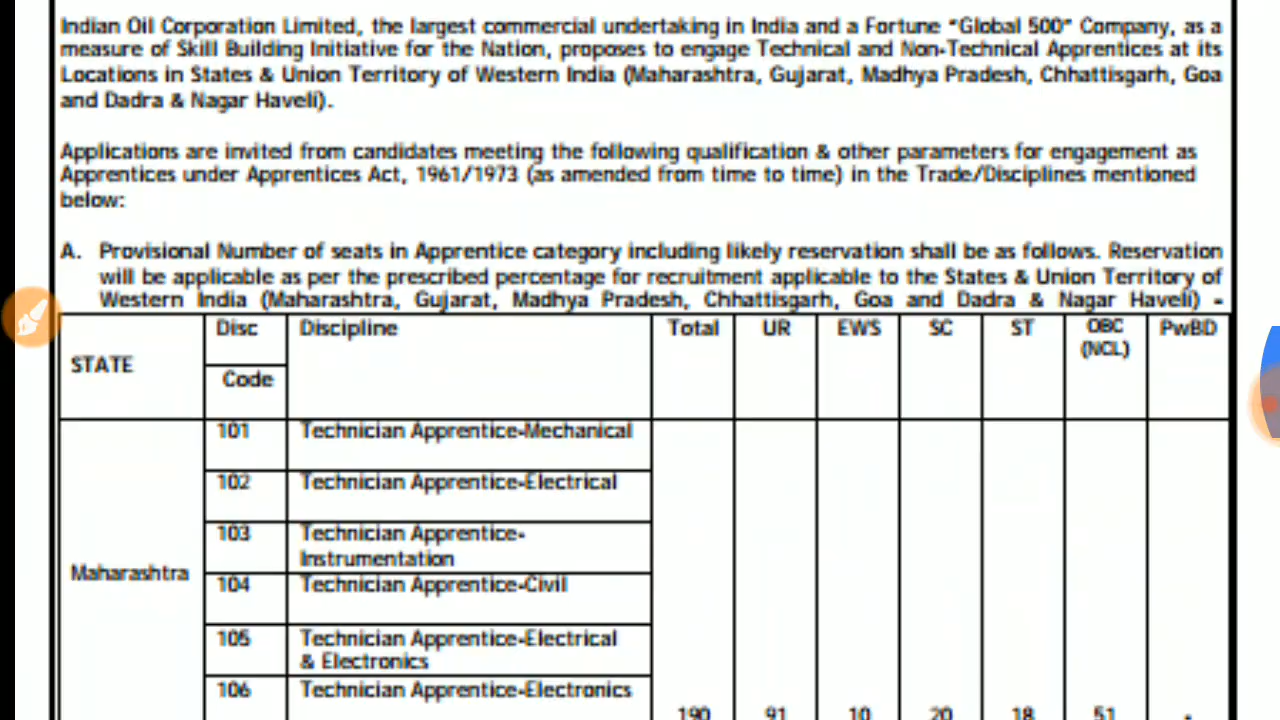 Indian Oil Corporation Limited, the largest commercial undertaking in India and a Fortune "Global 500" Company, as a
measure of Skill Building Initiative for the Nation, proposes to engage Technical and Non-Technical Apprentices at its
Locations in States & Union Territory of Western India (Maharashtra, Gujarat, Madhya Pradesh, Chhattisgarh, Goa
and Dadra & Nagar Haveli).
Applications are invited from candidates meeting the following qualification & other parameters for engagement as
Apprentices under Apprentices Act, 1961/1973 (as amended from time to time) in the Trade/Disciplines mentioned
below:
A. Provisional Number of seats in Apprentice category including likely reservation shall be as follows. Reservation
will be applicable as per the prescribed percentage for recruitment applicable to the States & Union Territory of
Western India (Maharashtra, Gujarat, Madhya Pradesh, Chhattisgarh, Goa and Dadra & Nagar Haveli) -
STATE Disc Discipline Total UR EWS SC ST OBC PwBD
(NCL)
Code
101 Technician Apprentice-Mechanical
102 Technician Apprentice-Electrical
103 Technician Apprentice-
Instrumentation
Maharashtra
104 Technician Apprentice-Civil
105 Technician Apprentice-Electrical
& Electronics
106 Technician Apprentice-Electronics
190 91 10 20 18 51 -